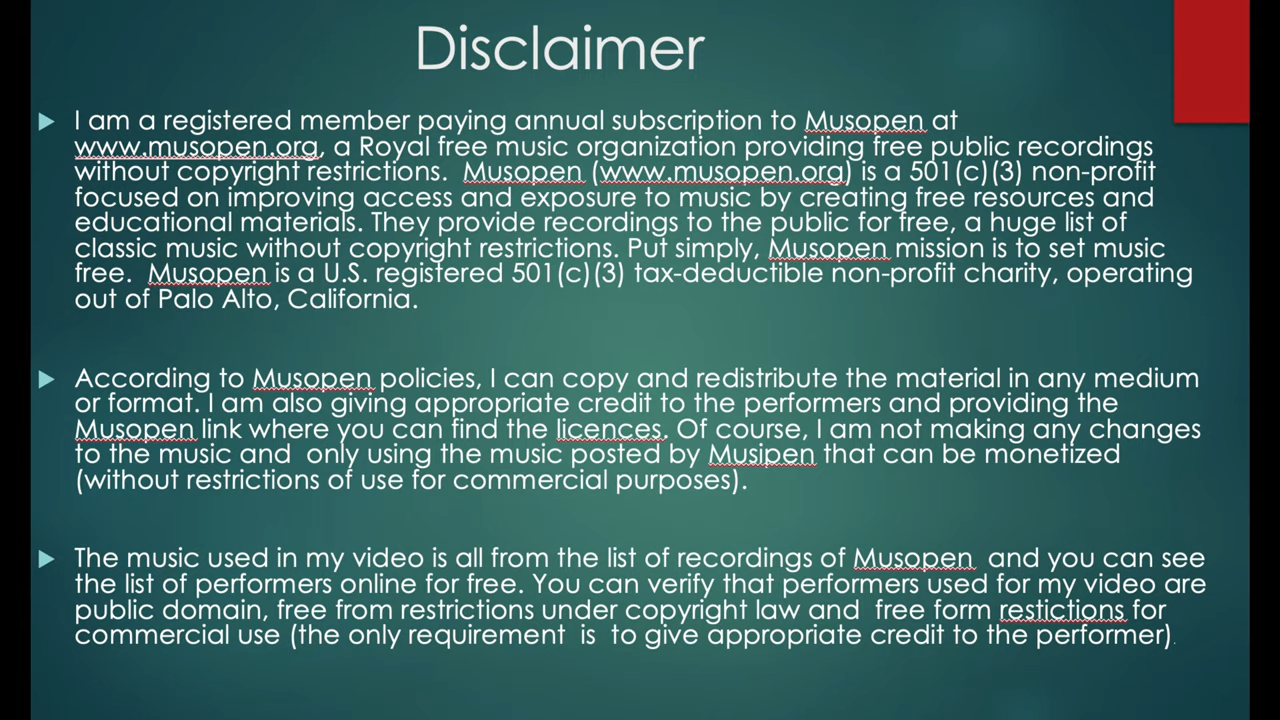 Disclaimer
I am a registered member paying annual subscription to Musopen at
www.musopen.org, a Royal free music organization providing free public recordings
without copyright restrictions. Musopen (www.musopen.org) is a 501(c)(3) non-profit
focused on improving access and exposure to music by creating free resources and
educational materials. They provide recordings to the public for free, a huge list of
classic music without copyright restrictions. Put simply, Musopen mission is to set music
free. Musopen is a U.S. registered 501(c)(3) tax-deductible non-profit charity, operating
out of Palo Alto, California.
According to Musopen policies, I can copy and redistribute the material in any medium
or format. I am also giving appropriate credit to the performers and providing the
Musopen link where you can find the licences. Of course, I am not making any changes
to the music and only using the music posted by Musipen that can be monetized
(without restrictions of use for commercial purposes).
The music used in my video is all from the list of recordings of Musopen and you can see
the list of performers online for free. You can verify that performers used for my video are
public domain, free from restrictions under copyright law and free form restictions for
commercial use (the only requirement is to give appropriate credit to the performer).